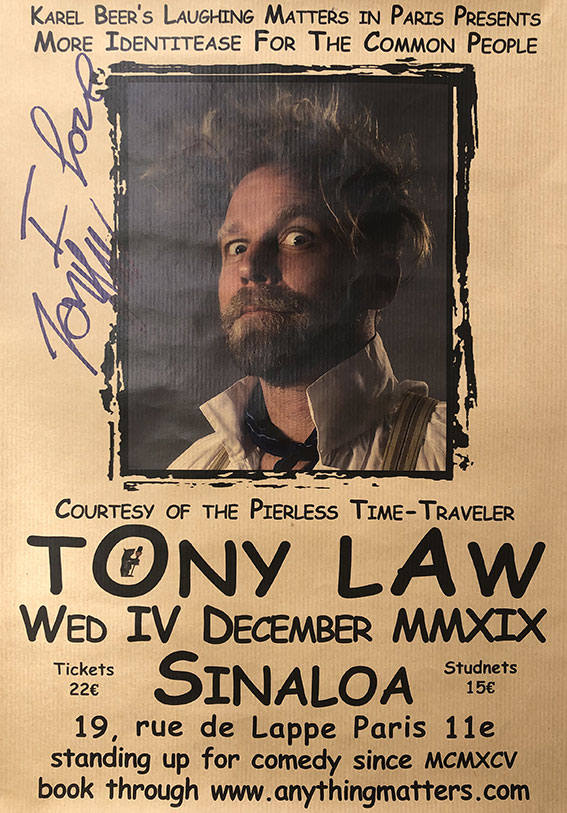 Karel Beer's Laughing Matters in Paris Presents
More Identitease For The Common People
I love
Tony
Courtesy of the Pierless Time-Traveler
TONY LAW
Wed IV December MMXIX
Tickets
22€
Sinaloa
Studnets
15€
19, rue de Lappe Paris 11e
standing up for comedy since MCMXCV
book through www.anythingmatters.com